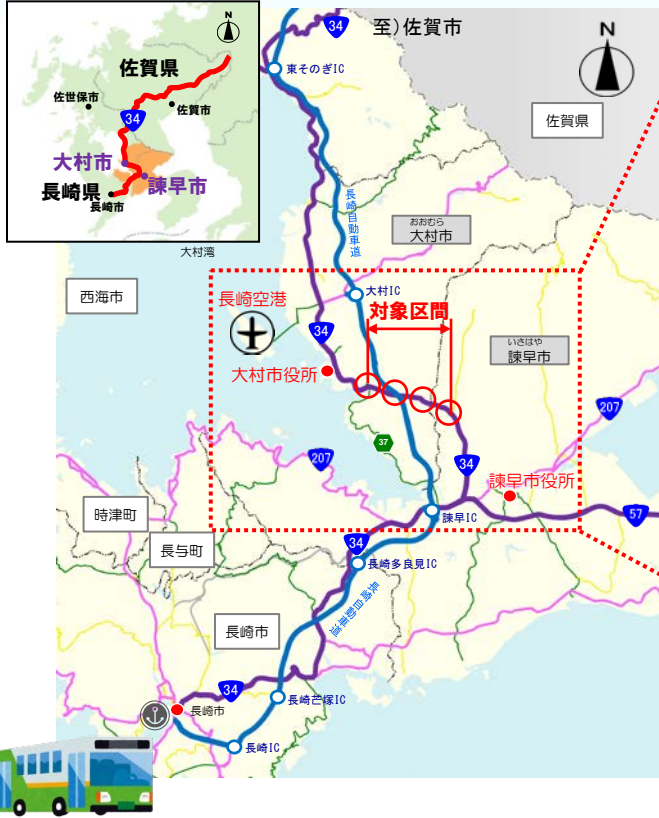 N
佐賀県
佐世保市
佐賀市
34
大村市
長崎県
諫早市
長崎市
34
至)佐賀市
N
東そのぎIC
佐賀県
長崎自動車道
おおむら
大村市
大村湾
西海市
大村IC
長崎空港
対象区間
34
いさはや
諫早市
大村市役所
207
37
207
34
諫早市役所
時津町
諫早IC
57
長与町
34
長崎多良見IC
長崎自動車道
長崎市
34
長崎芒塚IC
長崎市
長崎IC